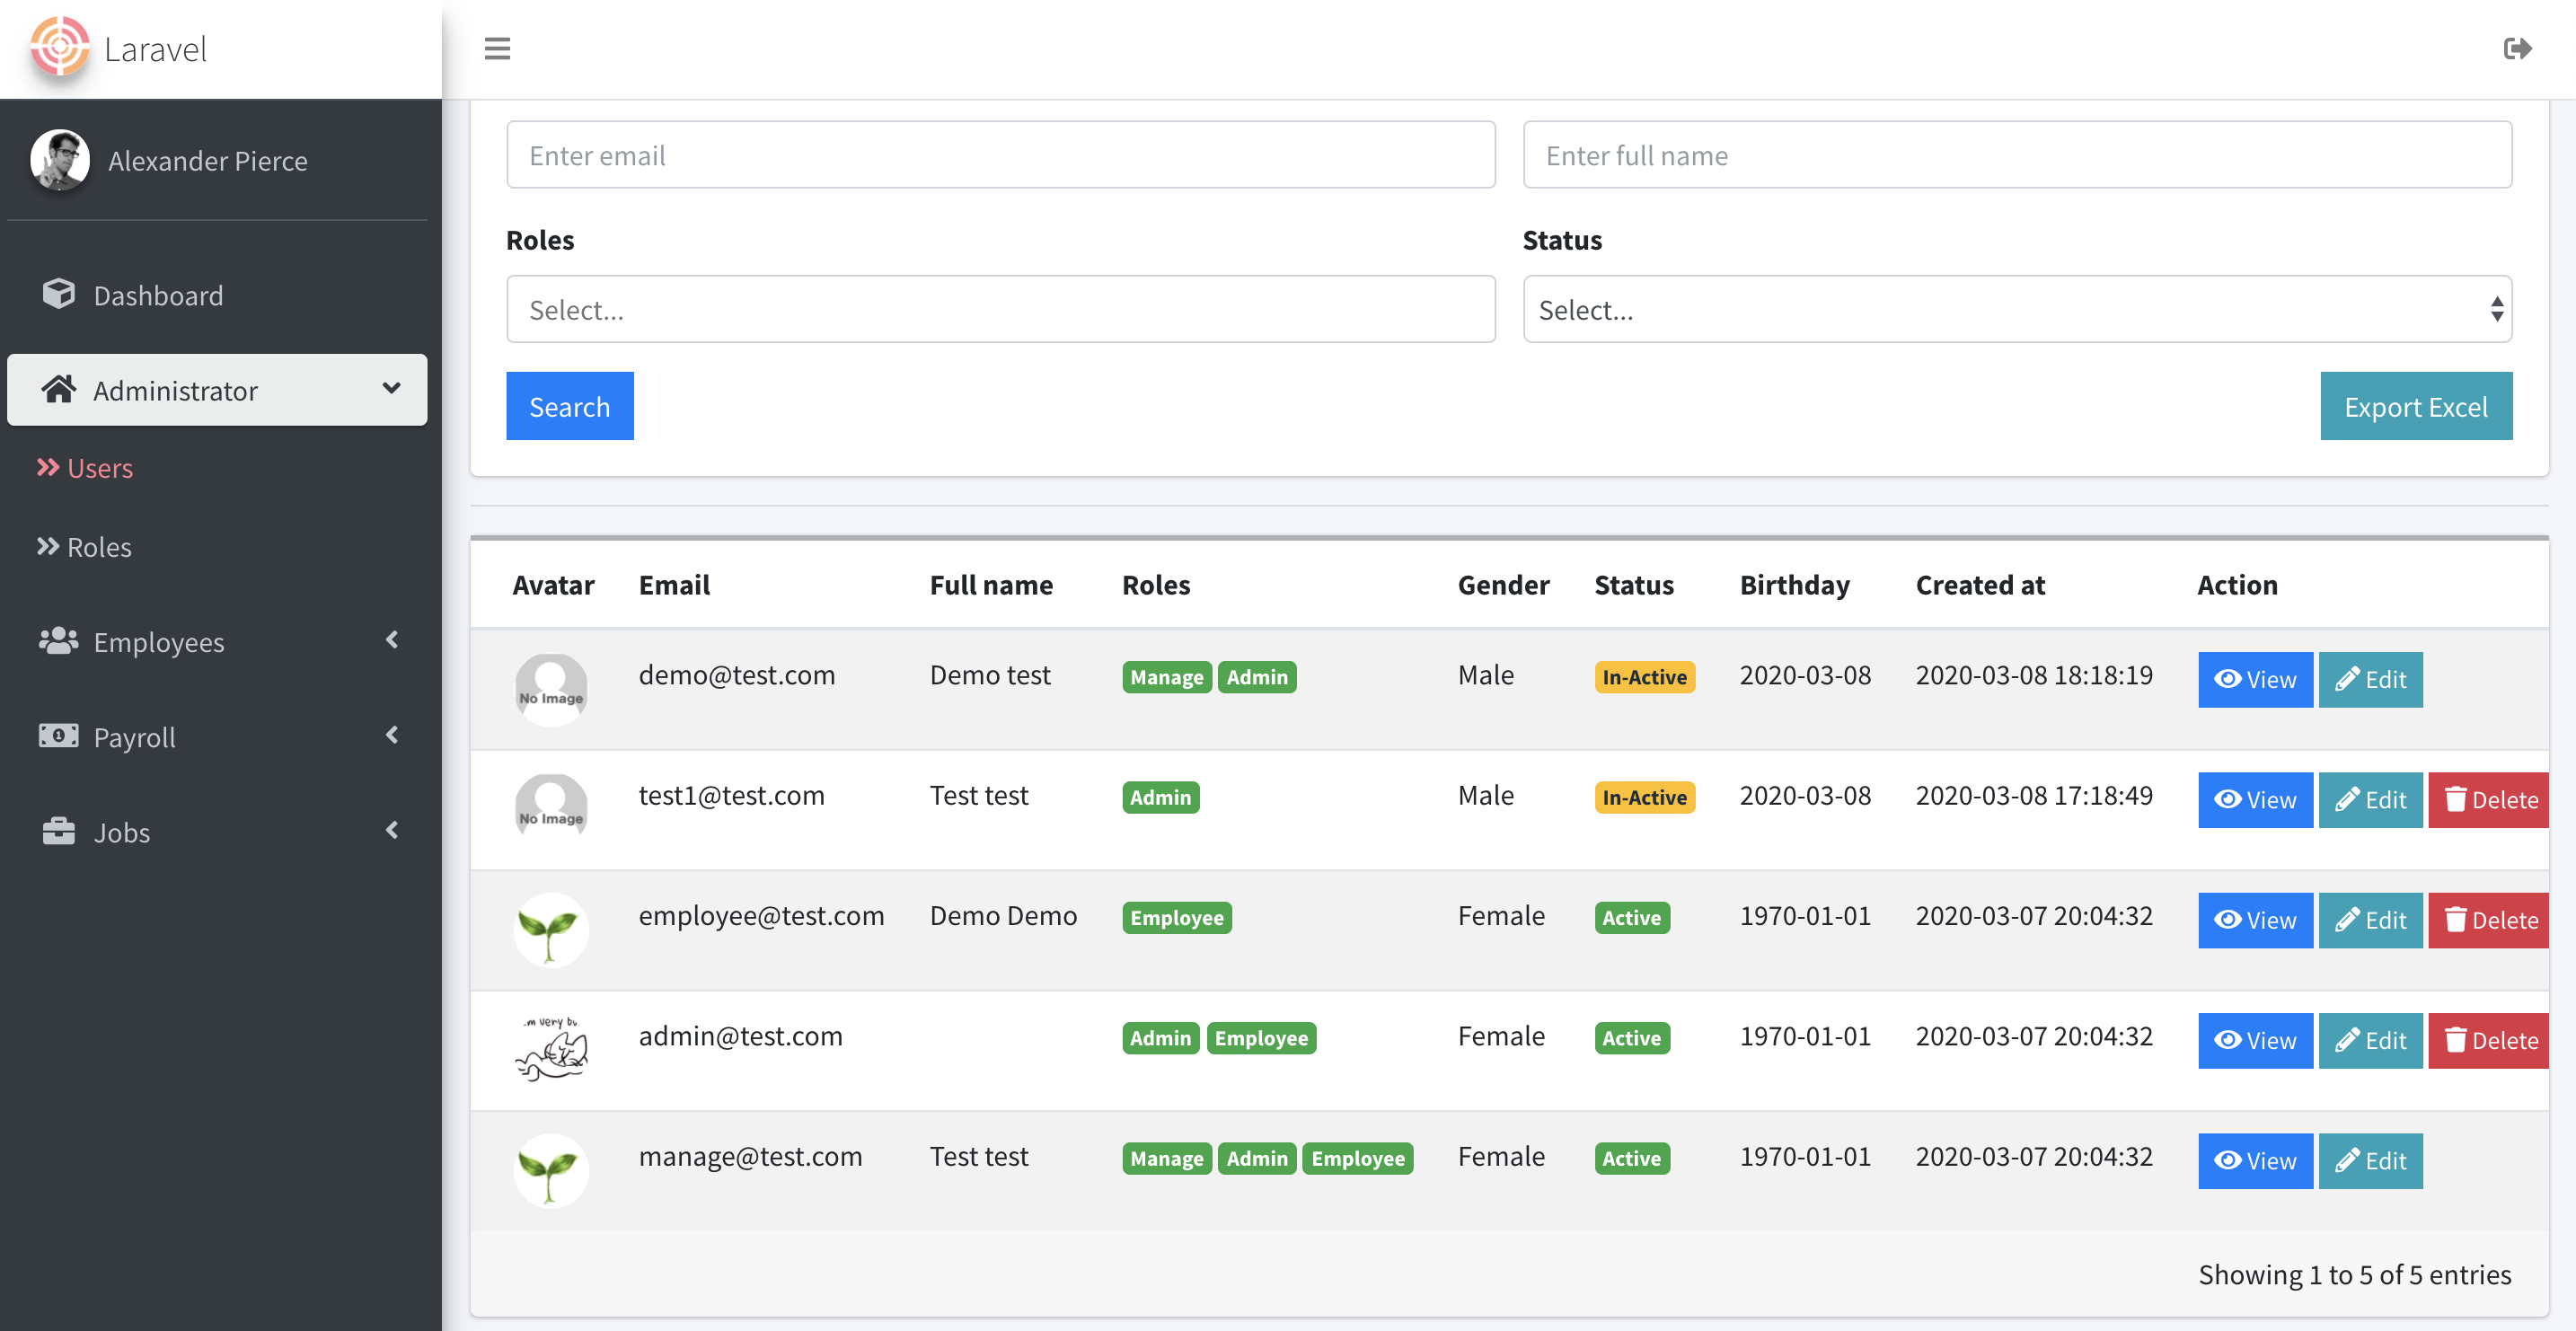 Laravel
Alexander Pierce
Dashboard
Administrator
Users
Roles
Employees
Payroll
Jobs
Enter email Enter full name
Roles Status
Select... Select...
Search Export Excel
Avatar Email Full name Roles Gender Status Birthday Created at Action
No Image demo@test.com Demo test Manage Admin Male In-Active 2020-03-08 2020-03-08 18:18:19 View Edit
No Image test1@test.com Test test Admin Male In-Active 2020-03-08 2020-03-08 17:18:49 View Edit Delete
employee@test.com Demo Demo Employee Female Active 1970-01-01 2020-03-07 20:04:32 View Edit Delete
m very admin@test.com Admin Employee Female Active 1970-01-01 2020-03-07 20:04:32 View Edit Delete
manage@test.com Test test Manage Admin Employee Female Active 1970-01-01 2020-03-07 20:04:32 View Edit
Showing 1 to 5 of 5 entries